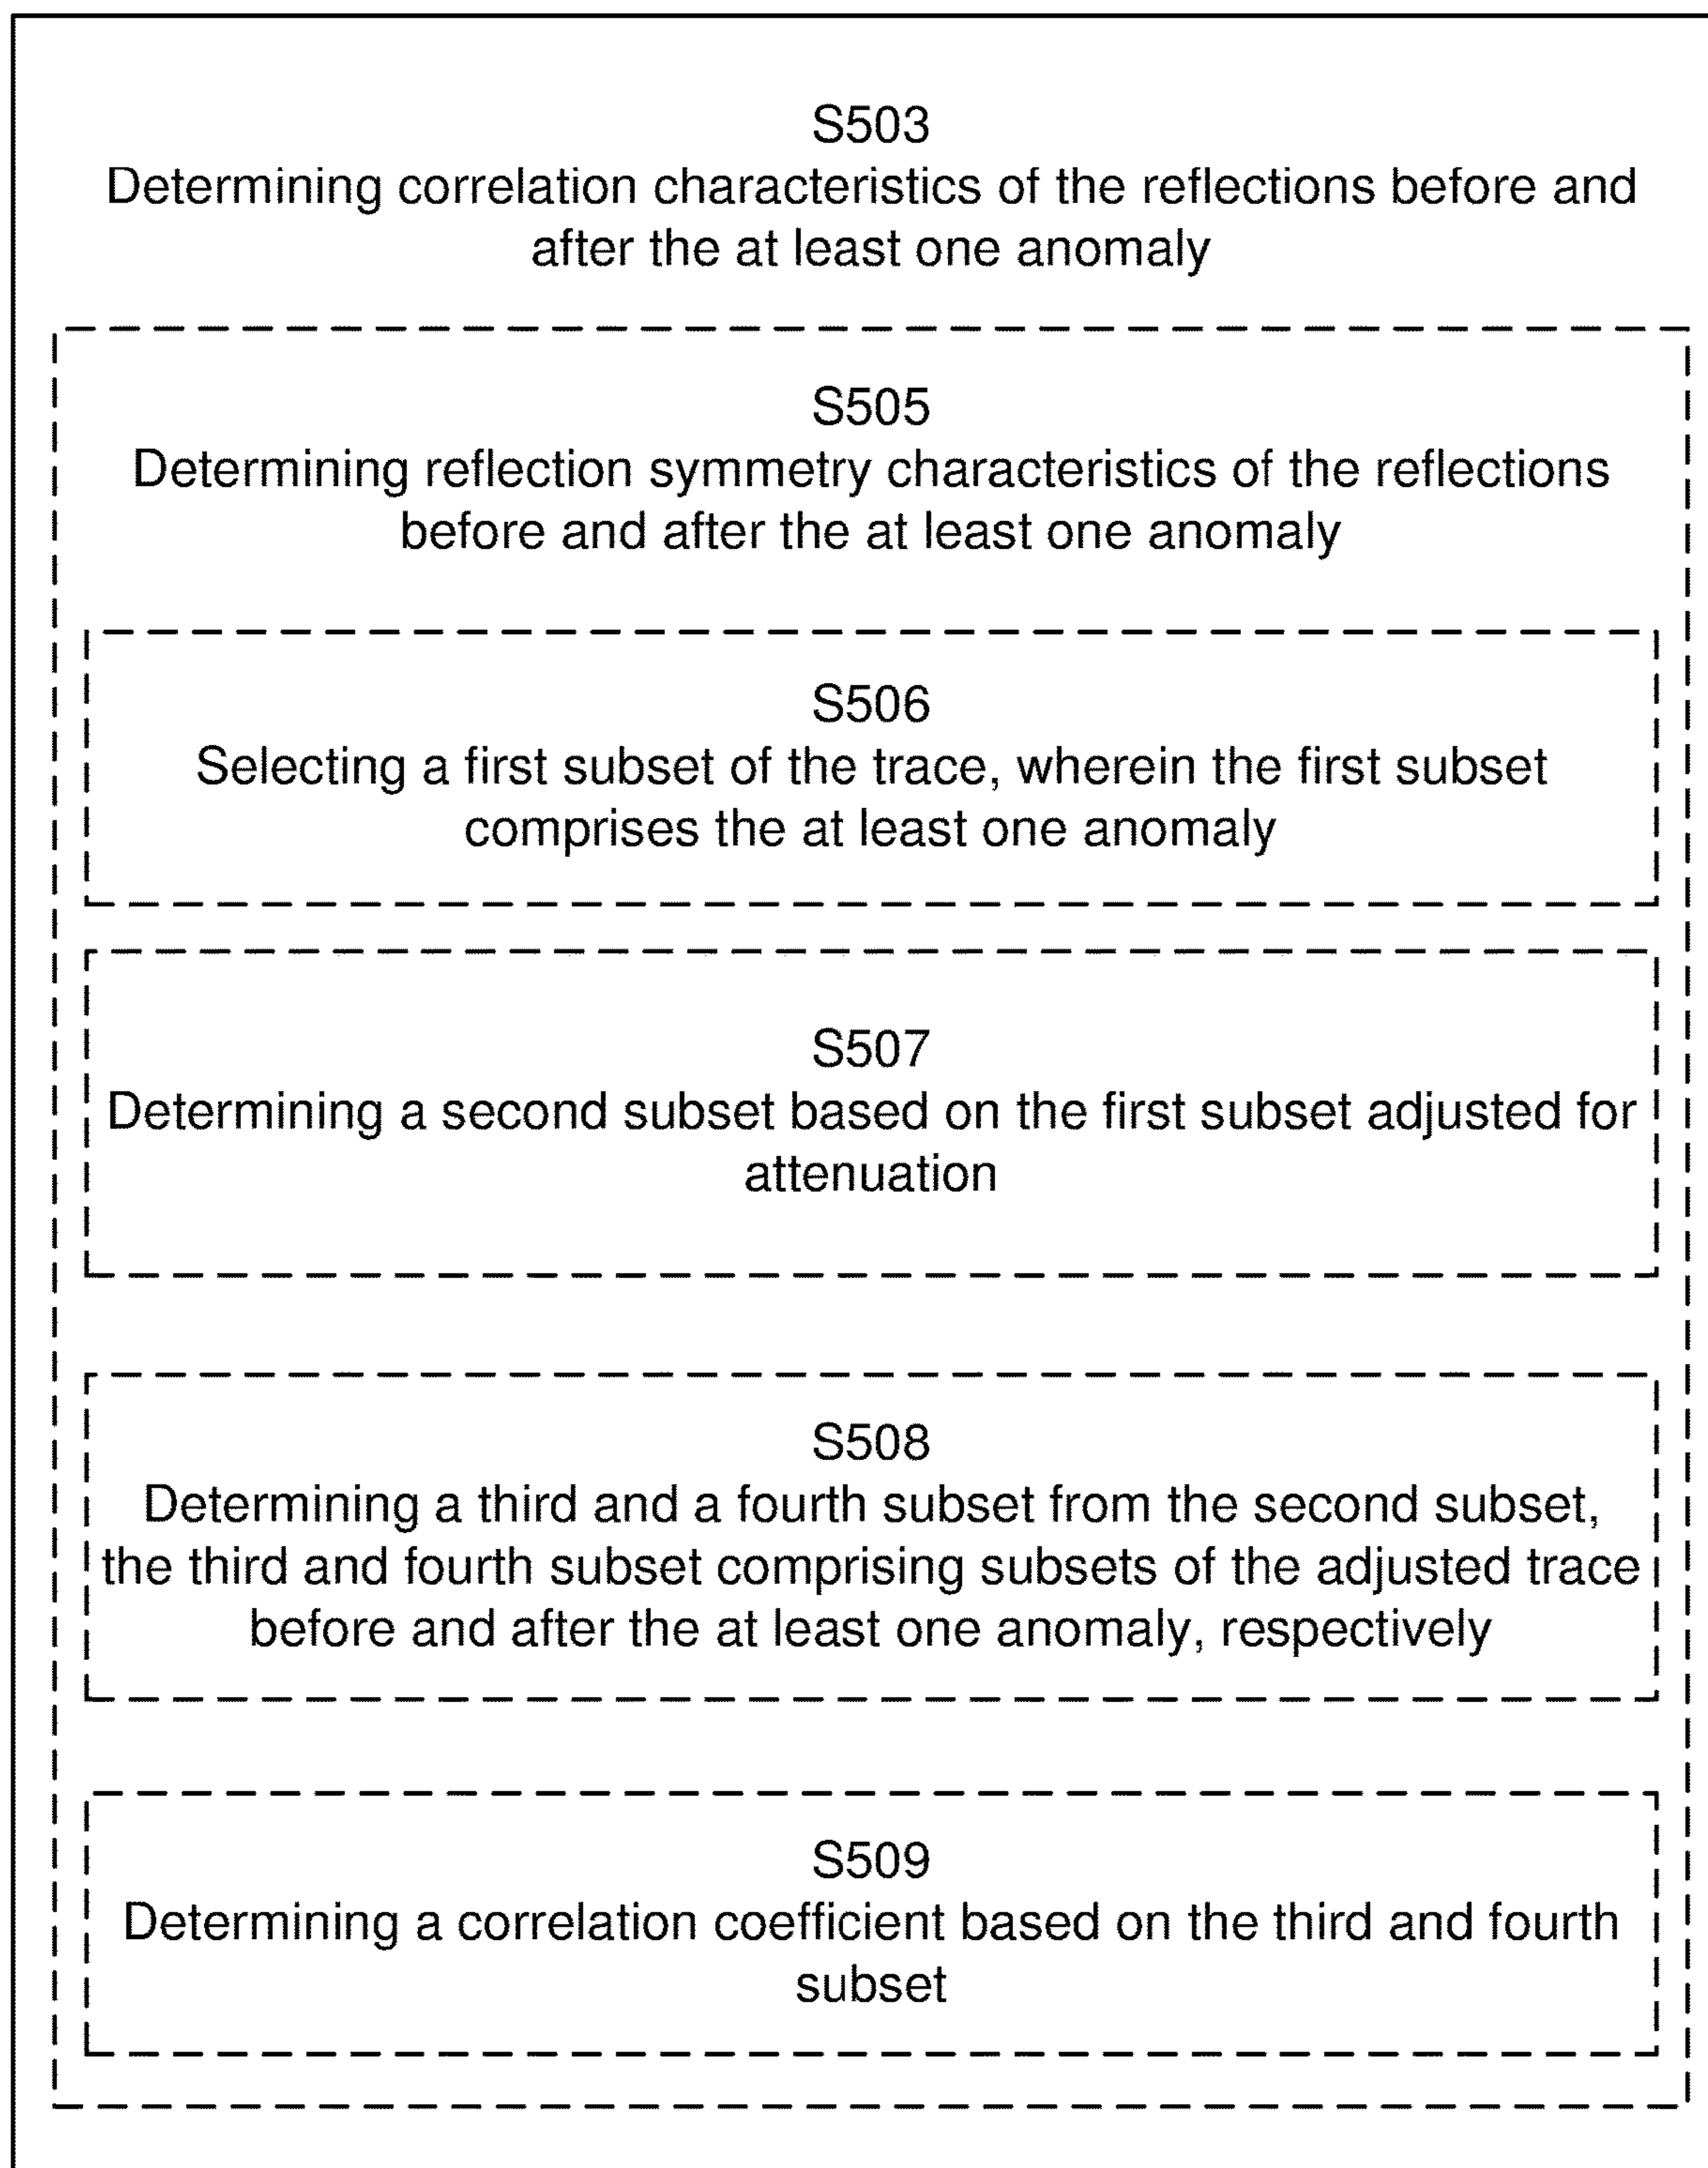 S503
Determining correlation characteristics of the reflections before and
after the at least one anomaly
S505
Determining reflection symmetry characteristics of the reflections
before and after the at least one anomaly
S506
Selecting a first subset of the trace, wherein the first subset
comprises the at least one anomaly
S507
Determining a second subset based on the first subset adjusted for
attenuation
S508
Determining a third and a fourth subset from the second subset,
the third and fourth subset comprising subsets of the adjusted trace
before and after the at least one anomaly, respectively
S509
Determining a correlation coefficient based on the third and fourth
subset